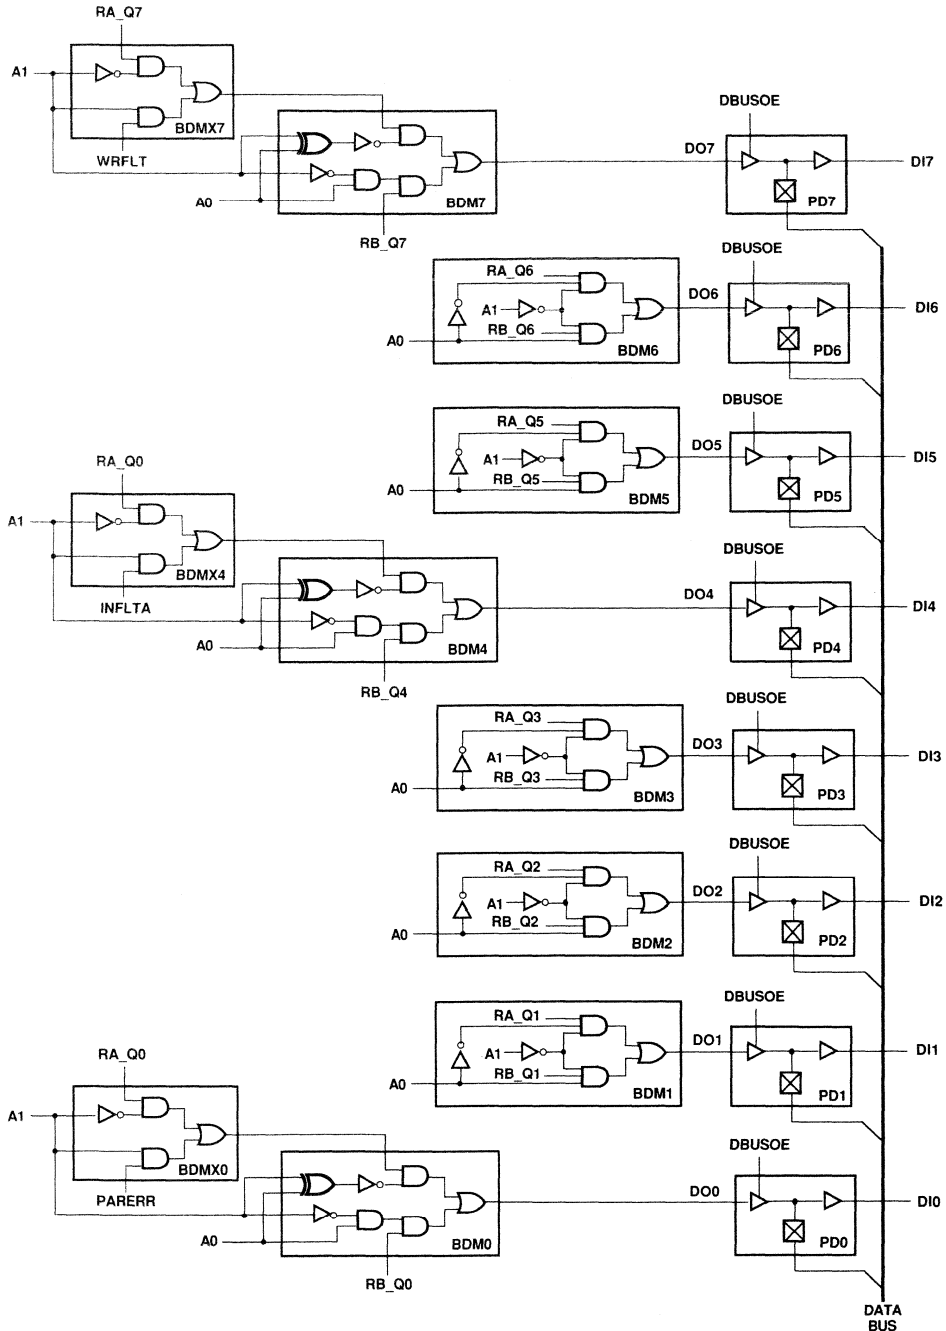 RA_Q7
A1
BDMX7
WRFLT
A0
BDM7
RB_Q7
DBUSOE
DO7
DI7
PD7
RA_Q6
A1
RB_Q6
A0
BDM6
DBUSOE
DO6
DI6
PD6
RA_Q5
A1
RB_Q5
A0
BDM5
DBUSOE
DO5
DI5
PD5
RA_Q0
A1
BDMX4
INFLTA
A0
BDM4
RB_Q4
DBUSOE
DO4
DI4
PD4
RA_Q3
A1
RB_Q3
A0
BDM3
DBUSOE
DO3
DI3
PD3
RA_Q2
A1
RB_Q2
A0
BDM2
DBUSOE
DO2
DI2
PD2
RA_Q1
A1
RB_Q1
A0
BDM1
DBUSOE
DO1
DI1
PD1
RA_Q0
A1
BDMX0
PARERR
A0
BDM0
RB_Q0
DBUSOE
DO0
DI0
PD0
DATA
BUS